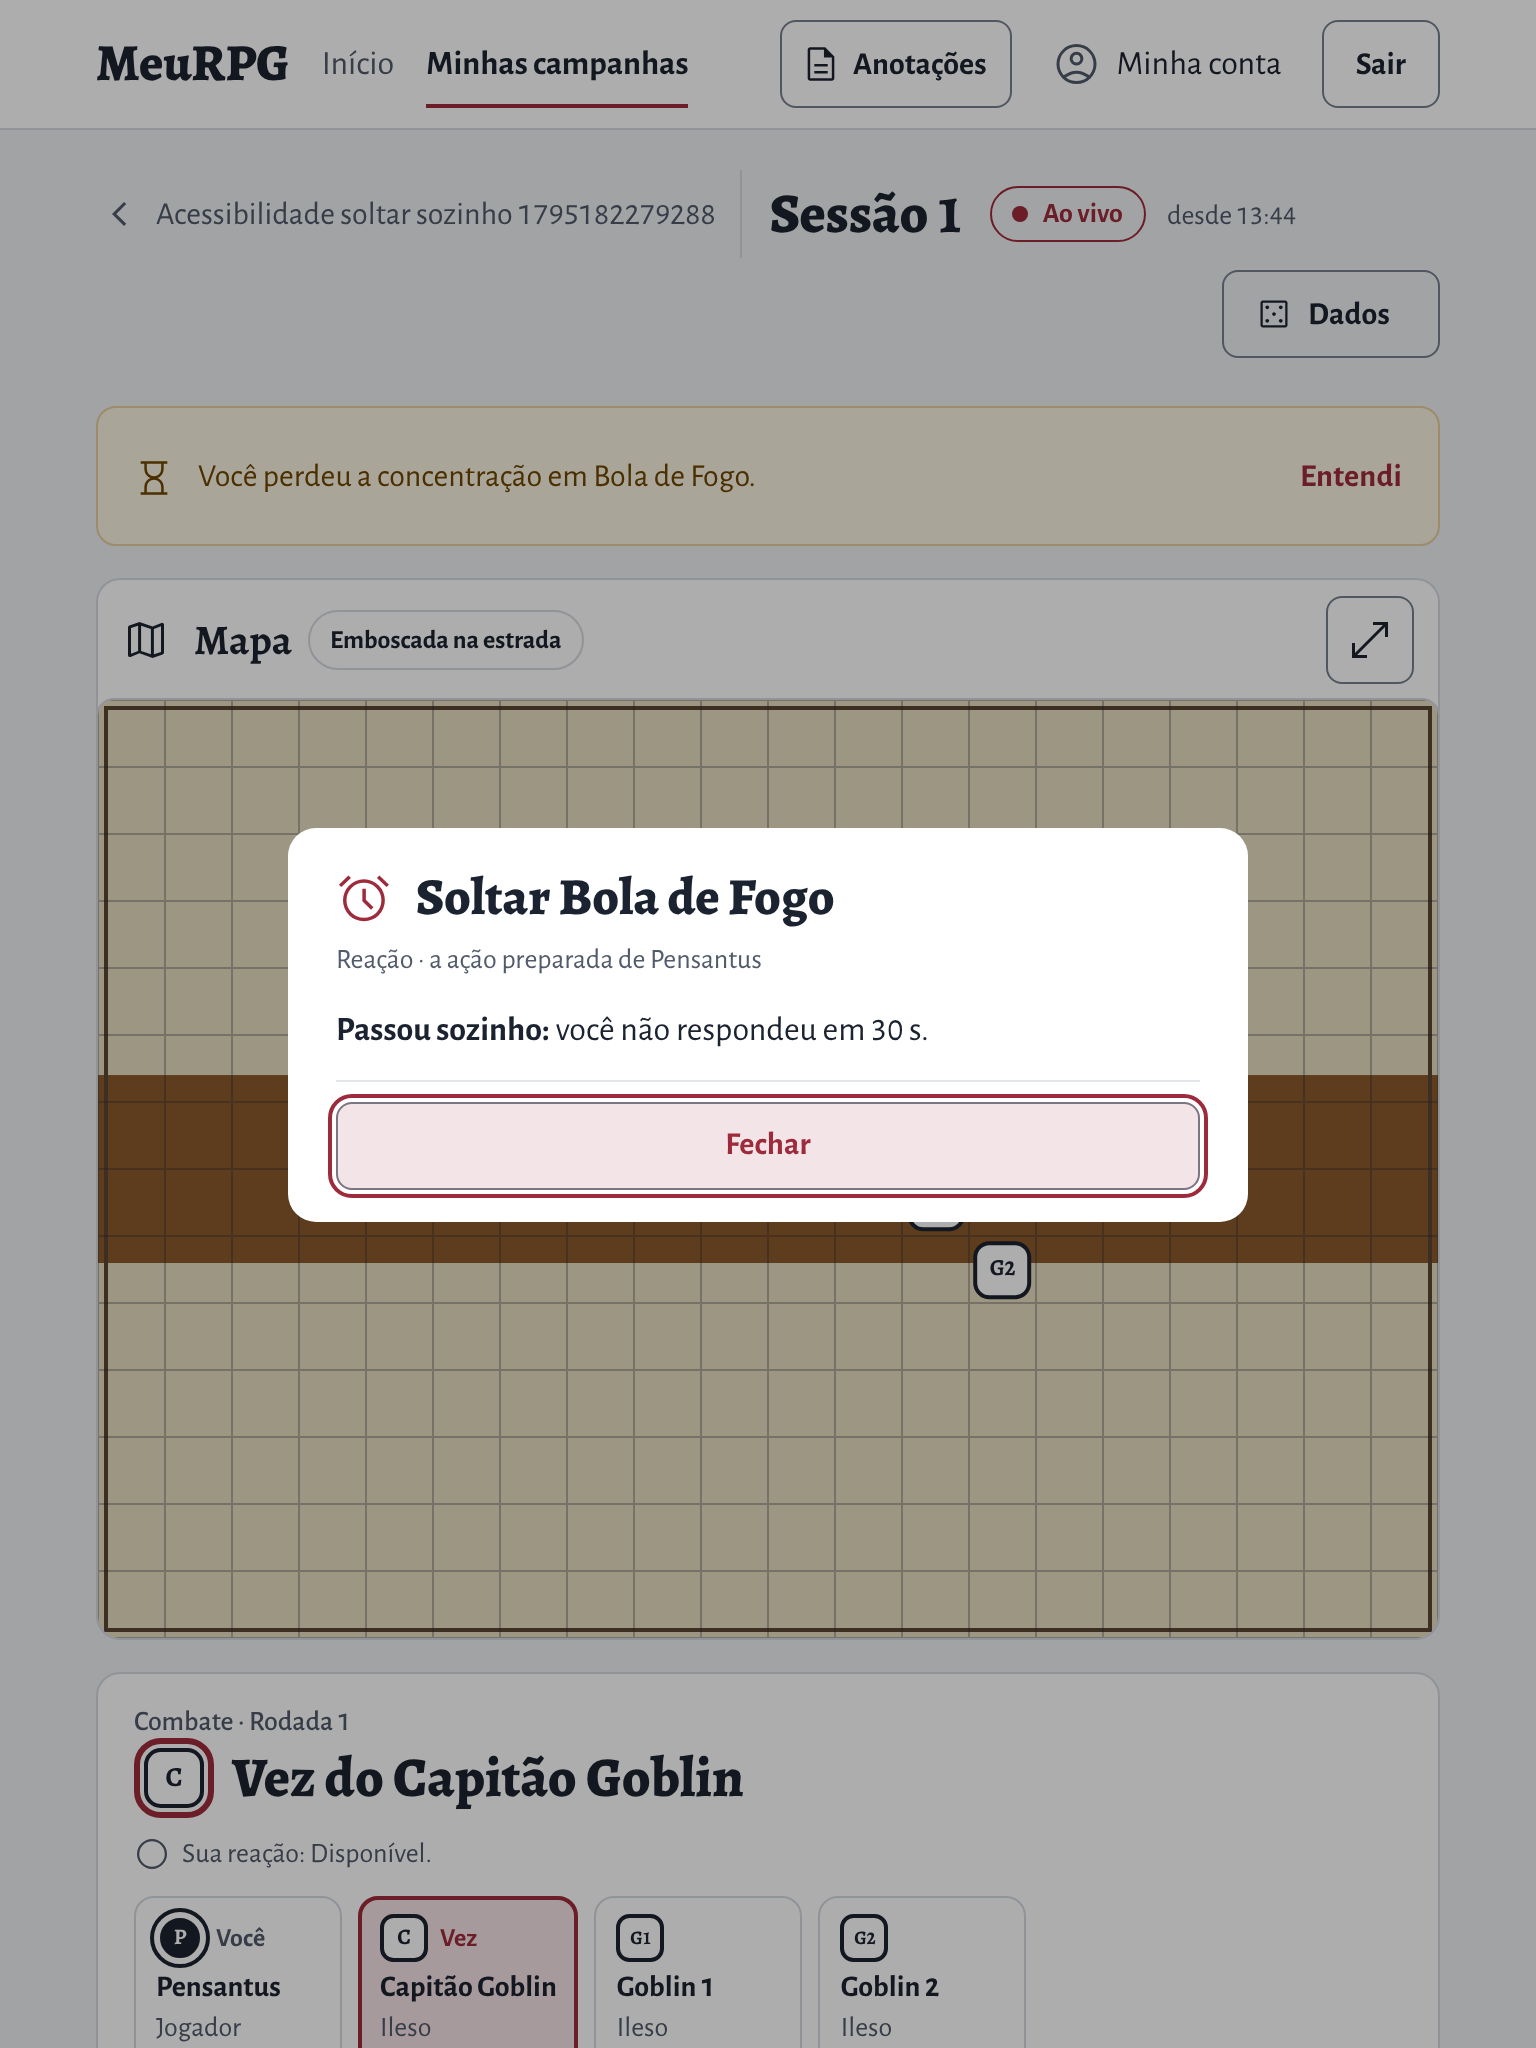 MeuRPG Início Minhas campanhas Anotações Minha conta Sair
Acessibilidade soltar sozinho 1795182279288 Sessão 1 Ao vivo desde 13:44
Dados
Você perdeu a concentração em Bola de Fogo. Entendi
Mapa Emboscada na estrada
Soltar Bola de Fogo
Reação · a ação preparada de Pensantus
Passou sozinho: você não respondeu em 30 s.
Fechar
G2
Combate · Rodada 1
C Vez do Capitão Goblin
Sua reação: Disponível.
P Você C Vez G1 G2
Pensantus Capitão Goblin Goblin 1 Goblin 2
Jogador Ileso Ileso Ileso